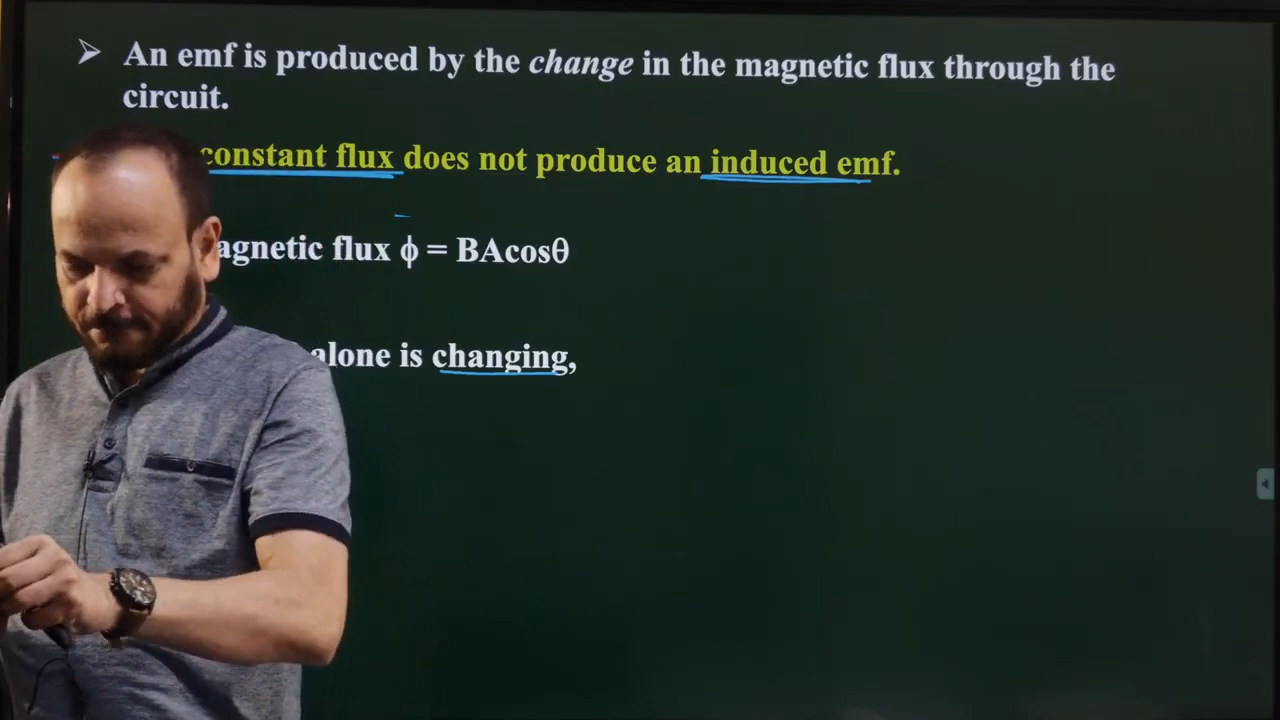 An emf is produced by the change in the magnetic flux through the
circuit.
constant flux does not produce an induced emf.
agnetic flux ϕ = BAcosθ
alone is changing,